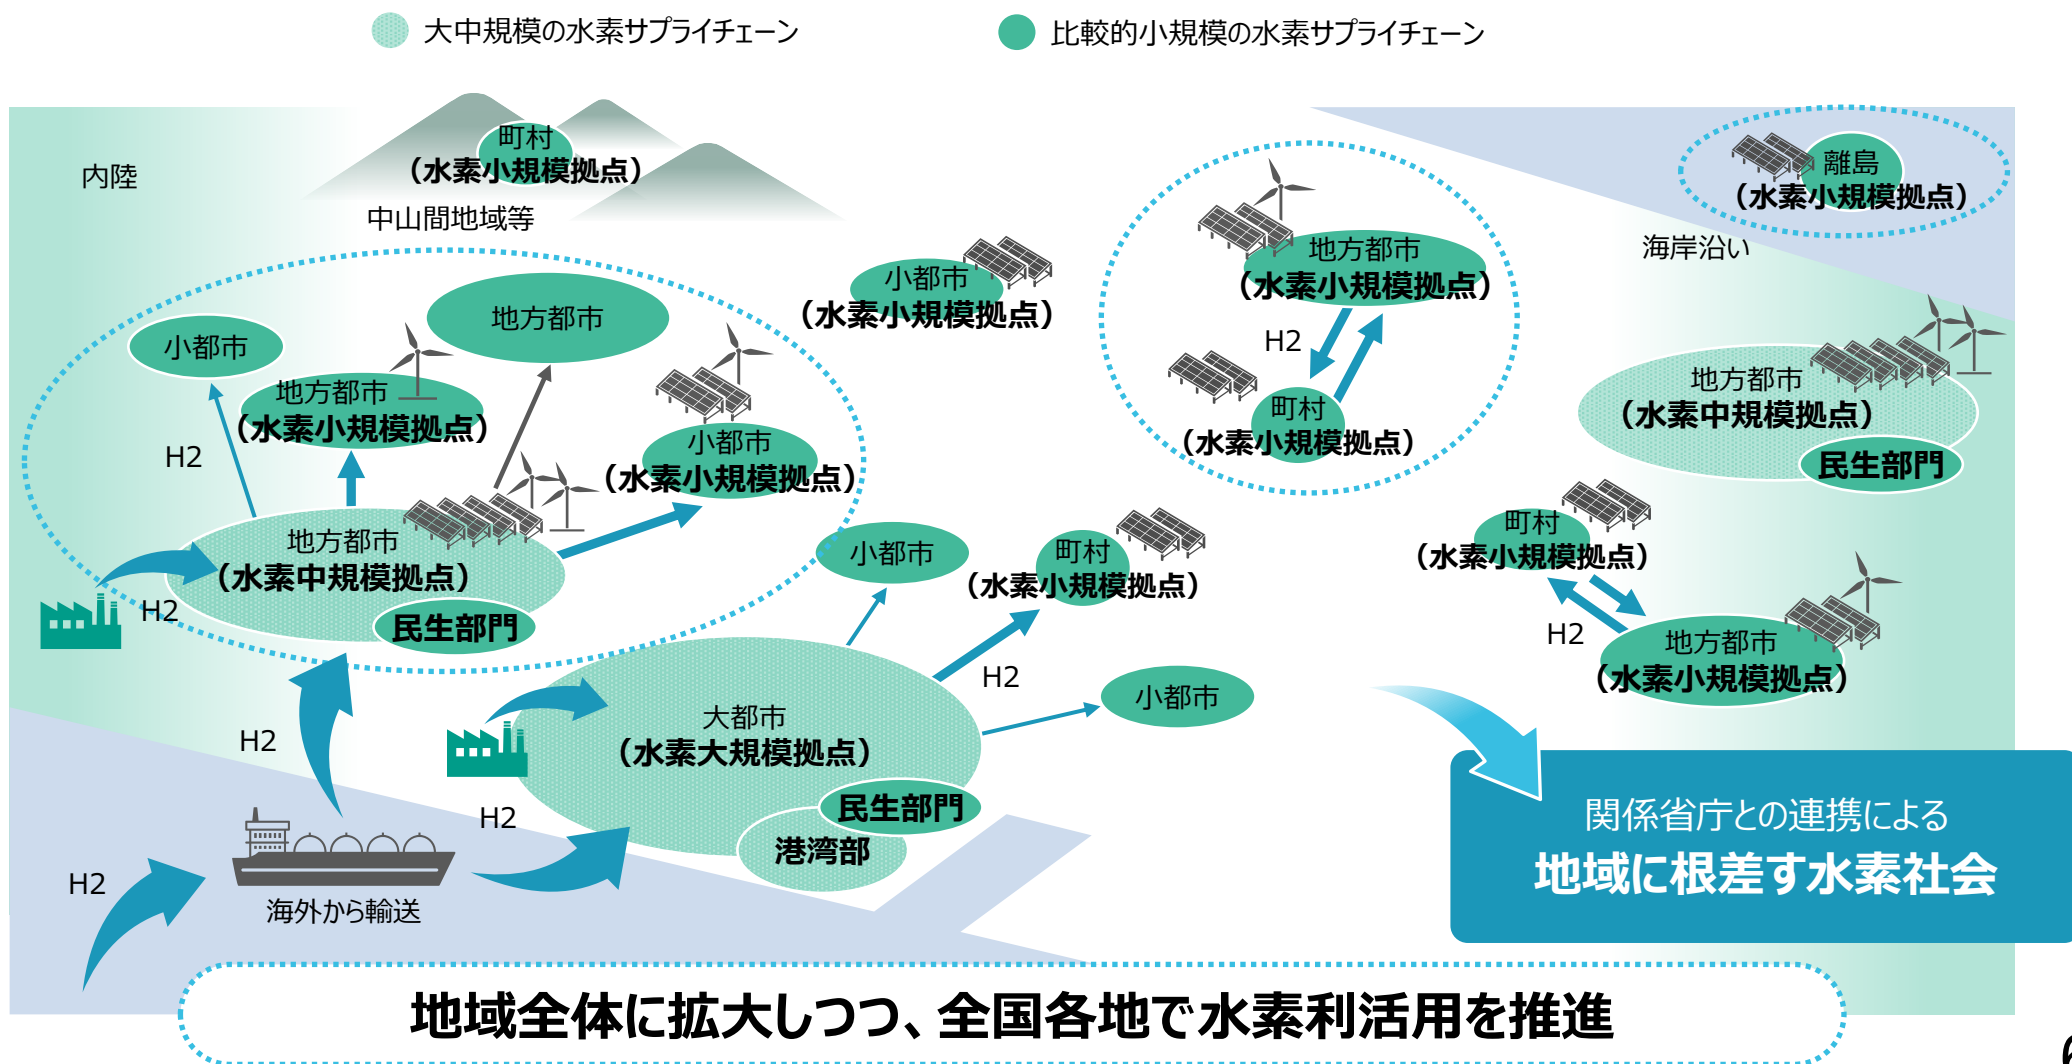 大中規模の水素サプライチェーン
比較的小規模の水素サプライチェーン
内陸
町村
（水素小規模拠点）
中山間地域等
離島
（水素小規模拠点）
海岸沿い
小都市
（水素小規模拠点）
地方都市
（水素小規模拠点）
H2
町村
（水素小規模拠点）
小都市
地方都市
地方都市
（水素小規模拠点）
H2
小都市
（水素小規模拠点）
地方都市
（水素中規模拠点）
民生部門
H2
地方都市
（水素中規模拠点）
民生部門
小都市
町村
（水素小規模拠点）
H2
小都市
町村
（水素小規模拠点）
H2
地方都市
（水素小規模拠点）
大都市
（水素大規模拠点）
民生部門
港湾部
H2
H2
H2
海外から輸送
関係省庁との連携による
地域に根差す水素社会
地域全体に拡大しつつ、全国各地で水素利活用を推進